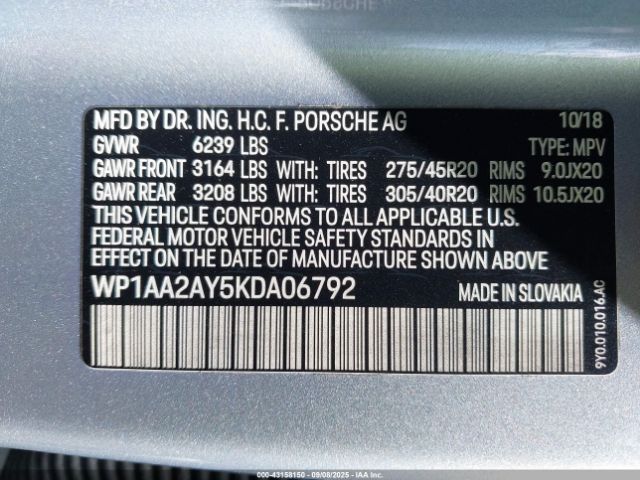 MFD BY DR. ING. H.C. F. PORSCHE AG 10/18
GVWR 6239 LBS TYPE: MPV
GAWR FRONT 3164 LBS WITH: TIRES 275/45R20 RIMS 9.0JX20
GAWR REAR 3208 LBS WITH: TIRES 305/40R20 RIMS 10.5JX20
THIS VEHICLE CONFORMS TO ALL APPLICABLE U.S.
FEDERAL MOTOR VEHICLE SAFETY STANDARDS IN
EFFECT ON THE DATE OF MANUFACTURE SHOWN ABOVE.
WP1AA2AY5KDA06792 MADE IN SLOVAKIA
9Y0.010.016.AC
000-43158150 - 09/08/2025 - IAAI.COM